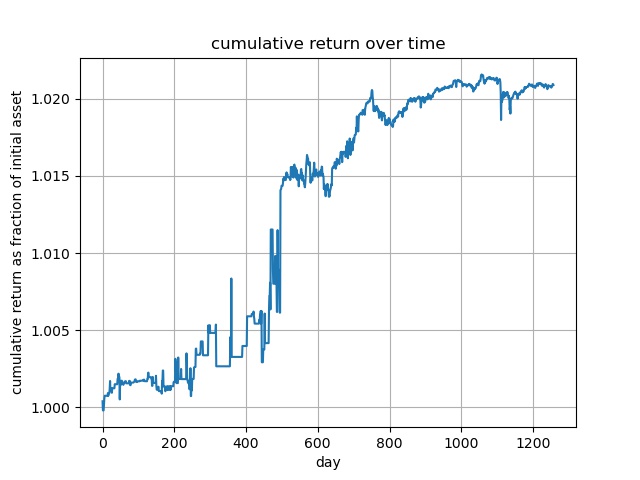 cumulative return over time
cumulative return as fraction of initial asset
1.020
1.015
1.010
1.005
1.000
0 200 400 600 800 1000 1200
day